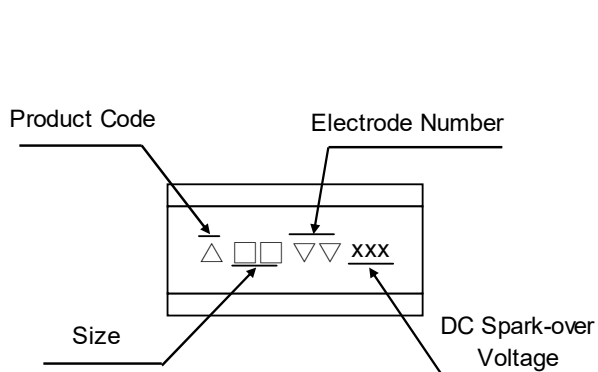 Product Code
Electrode Number
△ □□ ▽▽ xxx
Size
DC Spark-over
Voltage